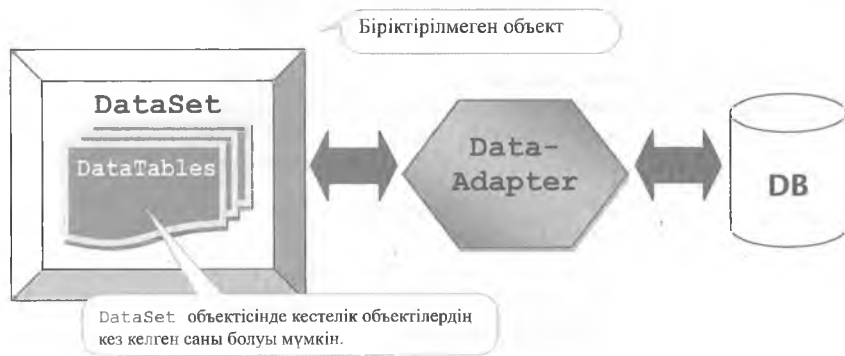 Біріктірілмеген объект
DataSet
DataTables
Data-
Adapter
DB
DataSet объектісінде кестелік объектілердің
кез келген саны болуы мүмкін.